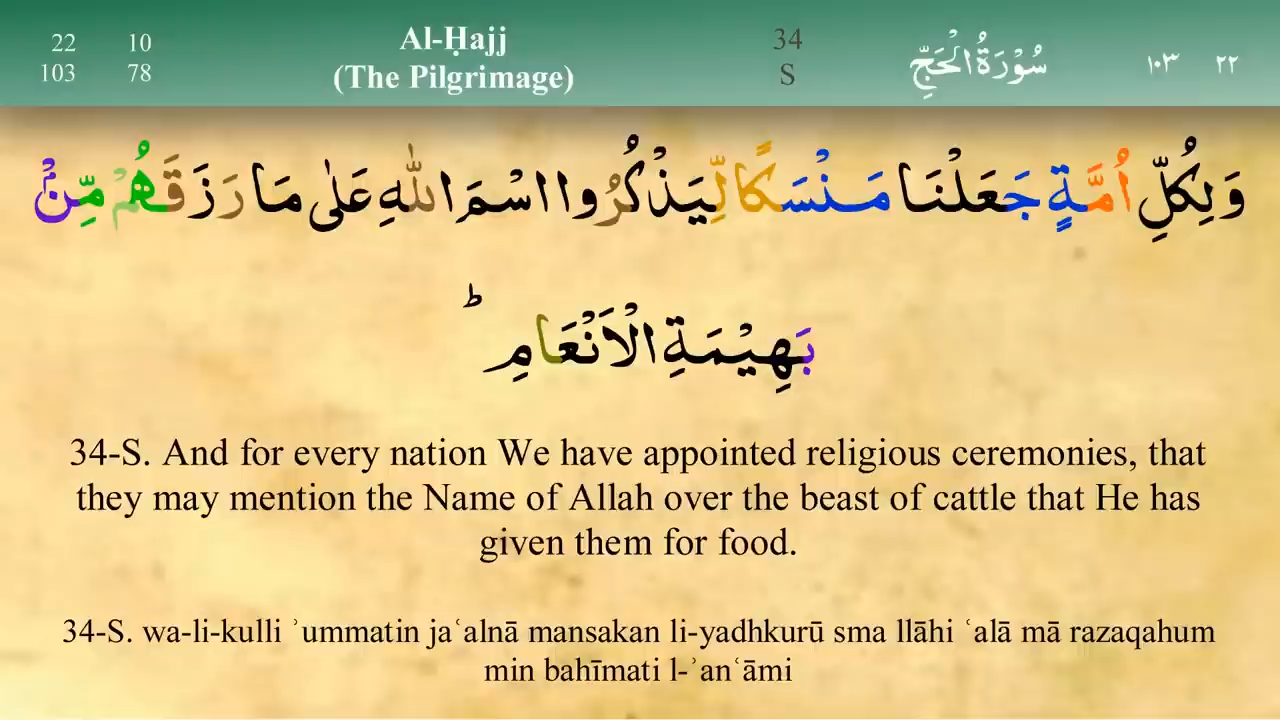 22 10 Al-Ḥajj 34 سُوْرَةُ الْحَجِّ ١٠٣ ٢٢
103 78 (The Pilgrimage) S
وَلِكُلِّ اُمَّةٍ جَعَلْنَا مَنْسَكًا لِّيَذْكُرُوا اسْمَ اللّٰهِ عَلٰى مَا رَزَقَهُمْ مِّنْۢ
بَهِيْمَةِ الْاَنْعَامِ ؕ
34-S. And for every nation We have appointed religious ceremonies, that
they may mention the Name of Allah over the beast of cattle that He has
given them for food.
34-S. wa-li-kulli ʾummatin jaʿalnā mansakan li-yadhkurū sma llāhi ʿalā mā razaqahum
min bahīmati l-ʾanʿāmi